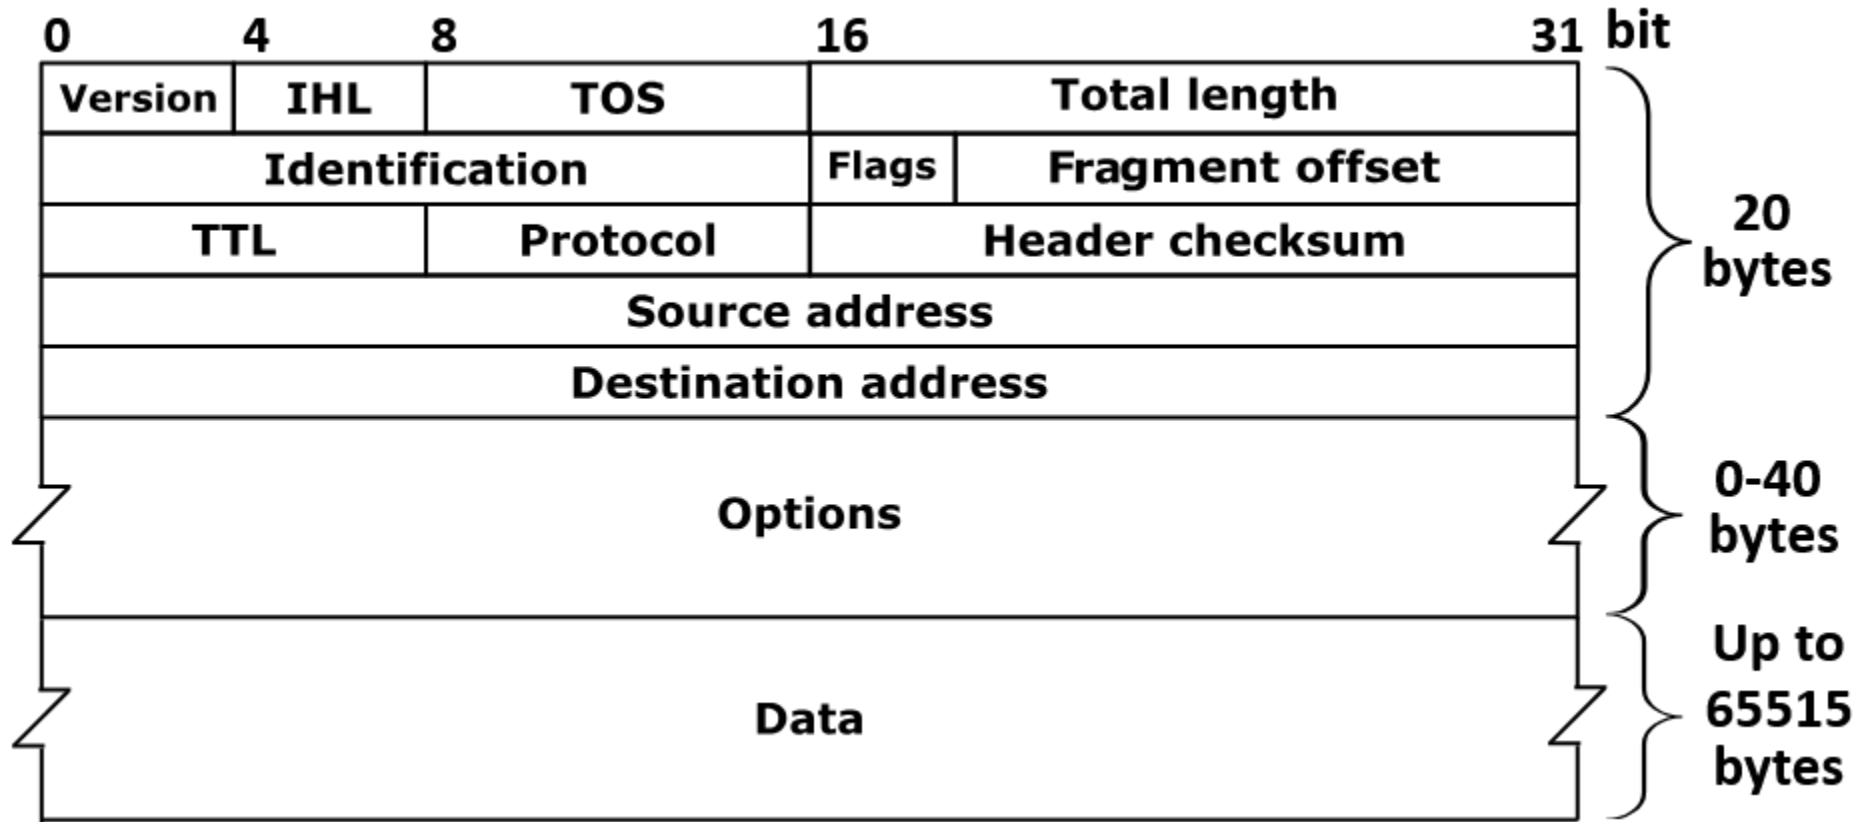 0 4 8 16 31 bit
Version IHL TOS Total length
Identification Flags Fragment offset
TTL Protocol Header checksum
Source address
Destination address
20
bytes
Options
0-40
bytes
Data
Up to
65515
bytes